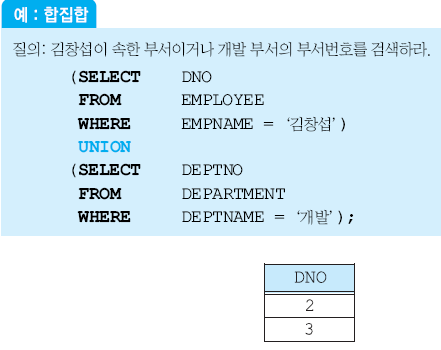 예 : 합집합
질의: 김창섭이 속한 부서이거나 개발 부서의 부서번호를 검색하라.
(SELECT DNO
FROM EMPLOYEE
WHERE EMPNAME = ‘김창섭’)
UNION
(SELECT DEPTNO
FROM DEPARTMENT
WHERE DEPTNAME = ‘개발’);
DNO
2
3